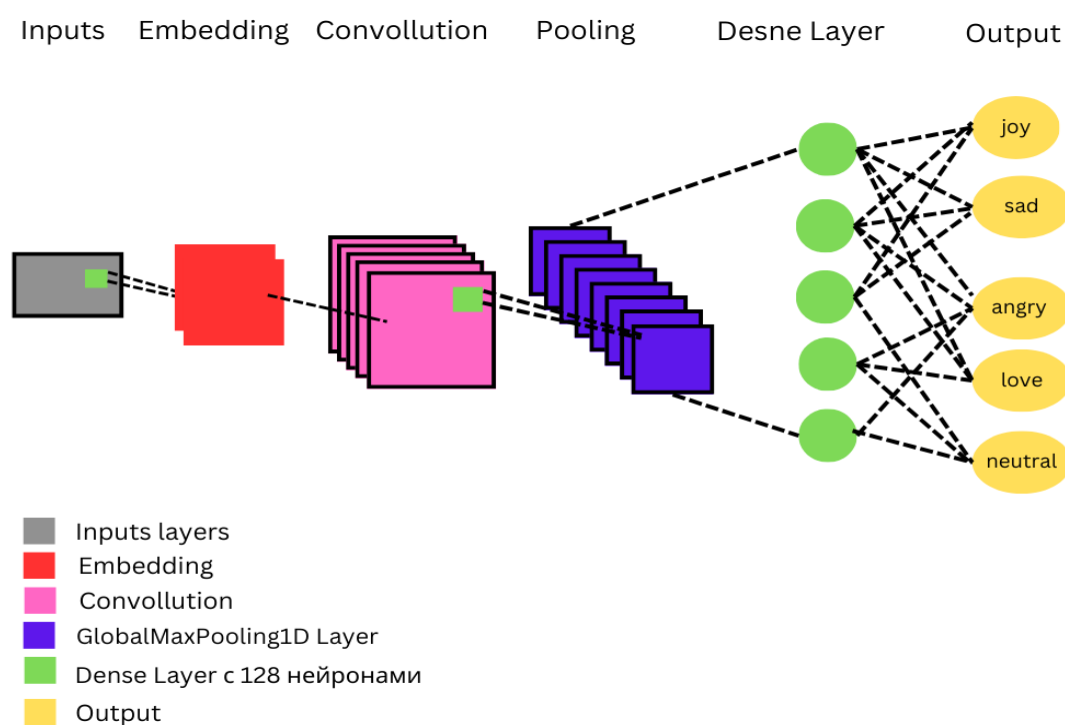 Inputs Embedding Convollution Pooling Desne Layer Output
joy
sad
angry
love
neutral
Inputs layers
Embedding
Convollution
GlobalMaxPooling1D Layer
Dense Layer с 128 нейронами
Output